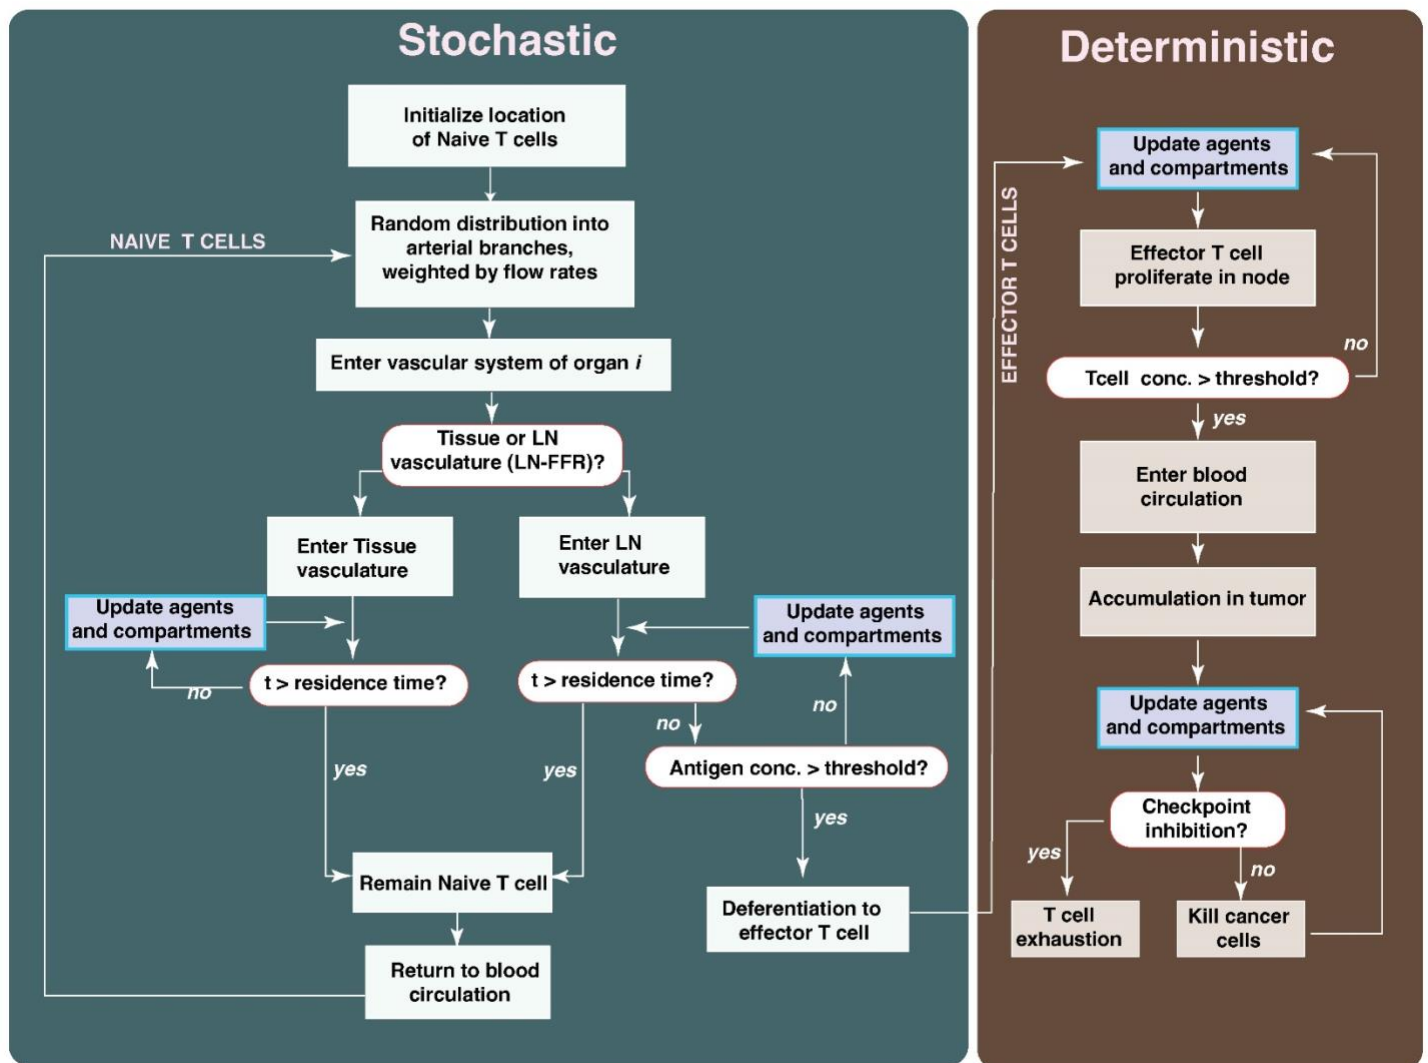 Stochastic
Initialize location
of Naive T cells
NAIVE T CELLS
Random distribution into
arterial branches,
weighted by flow rates
Enter vascular system of organ i
Tissue or LN
vasculature (LN-FFR)?
Enter Tissue
vasculature
Enter LN
vasculature
Update agents
and compartments
Update agents
and compartments
t > residence time?
no
t > residence time?
no
no
Antigen conc. > threshold?
yes
yes
yes
Remain Naive T cell
Deferentiation to
effector T cell
Return to blood
circulation
EFFECTOR T CELLS
Deterministic
Update agents
and compartments
Effector T cell
proliferate in node
no
Tcell conc. > threshold?
yes
Enter blood
circulation
Accumulation in tumor
Update agents
and compartments
Checkpoint
inhibition?
yes
no
T cell
exhaustion
Kill cancer
cells